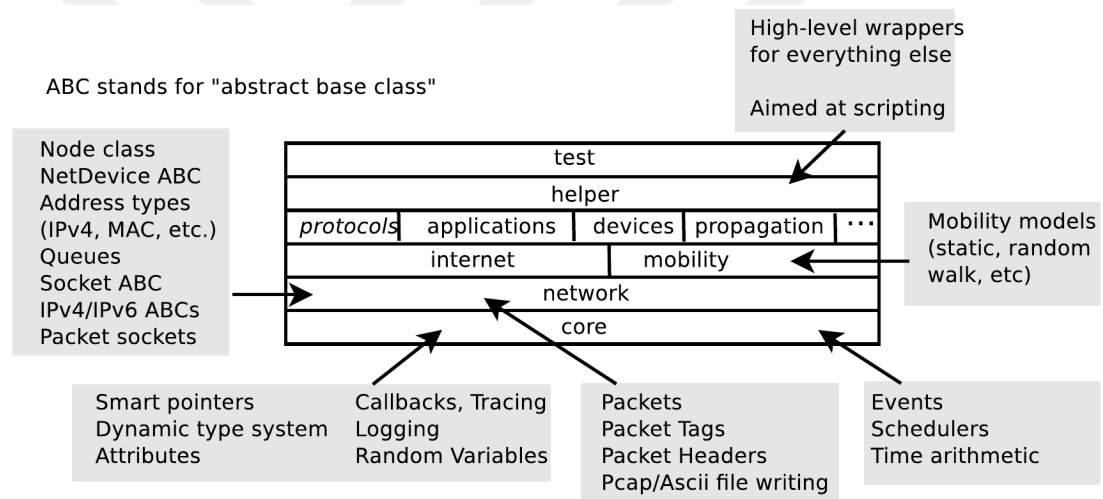 High-level wrappers
for everything else
Aimed at scripting
ABC stands for "abstract base class"
Node class
NetDevice ABC
Address types
(IPv4, MAC, etc.)
Queues
Socket ABC
IPv4/IPv6 ABCs
Packet sockets
test
helper
protocols applications devices propagation ...
internet mobility
network
core
Mobility models
(static, random
walk, etc)
Smart pointers
Dynamic type system
Attributes
Callbacks, Tracing
Logging
Random Variables
Packets
Packet Tags
Packet Headers
Pcap/Ascii file writing
Events
Schedulers
Time arithmetic